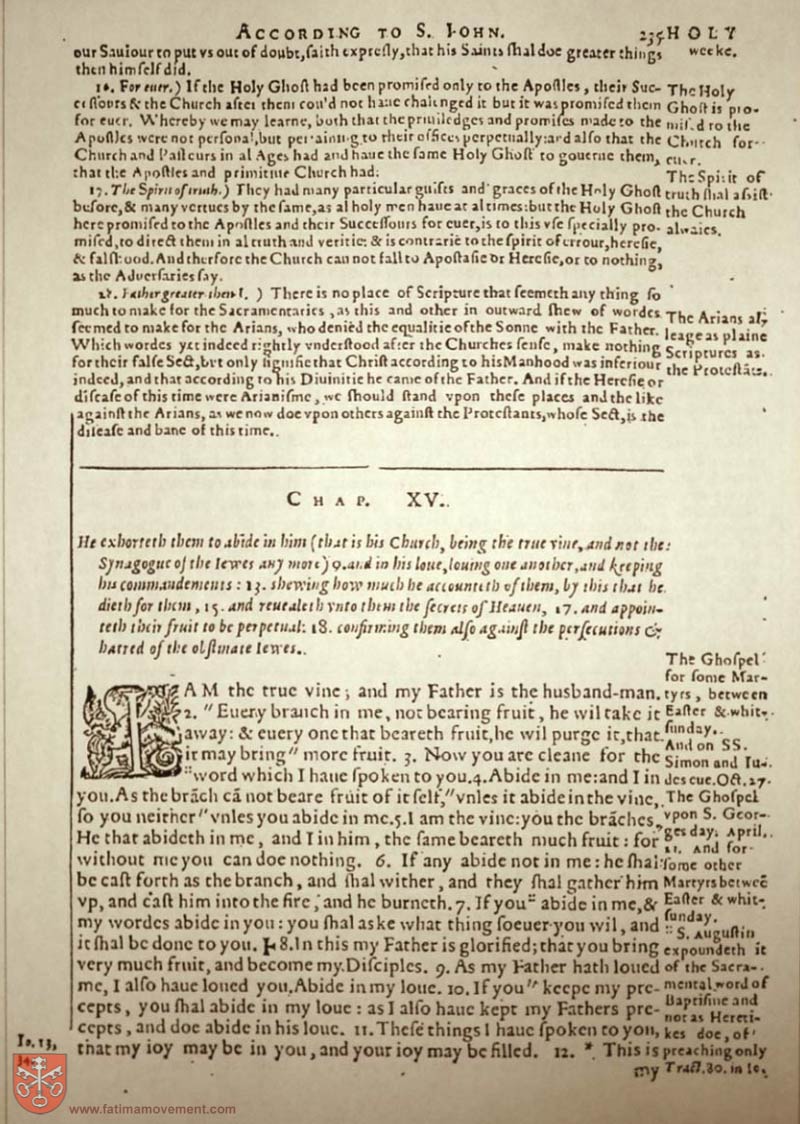 ACCORDING TO S. IOHN. 235 HOLY
our Sauiour to put vs out of doubt, saith expresly, that his Saints shal doe greater things
weeke.
then himself did.
16. For euer.) If the Holy Ghost had been promised only to the Apostles, their Suc-
cessours & the Church after them cou'd not haue chalenged it but it was promised them
for euer. Whereby we may learne, both that the priuiledges and promises made to the
Apostles were not personal, but pertaining to their offices perpetually: and also that the
Church and Pastours in al Ages had and haue the same Holy Ghost to gouerne them,
that the Apostles and primitiue Church had.
The Holy
Ghost is pro-
mised to the
Church for-
euer.
17. The Spirit of truth.) They had many particular guifts and graces of the Holy Ghost
before, & many vertues by the same, as al holy men haue at al times: but the Holy Ghost
here promised to the Apostles and their Successours for euer, is to this vse specially pro-
mised, to direct them in al truth and veritie: & is contrarie to the spirit of errour, heresie,
& falshood. And therfore the Church can not fall to Apostasie or Heresie, or to nothing,
as the Aduersaries say.
The Spirit of
truth shal assist
the Church
alwaies.
28. Father greater then I. ) There is no place of Scripture that seemeth any thing so
much to make for the Sacramentaries, as this and other in outward shew of wordes
seemed to make for the Arians, who denied the equalitie of the Sonne with the Father.
Which wordes yet indeed rightly vnderstood after the Churches sense, make nothing
for their false Sect, but only signifie that Christ according to his Manhood was inferiour
indeed, and that according to his Diuinitie he came of the Father. And if the Heresie or
disease of this time were Arianisme, we should stand vpon these places and the like
against the Arians, as we now doe vpon others against the Protestants, whose Sect, is the
disease and bane of this time.
The Arians al-
leage as plaine
Scriptures as
the Protestāts.
CHAP. XV.
He exhorteth them to abide in him (that is his Church, being the true vine, and not the
Synagogue of the Iewes any more) 9. and in his loue, louing one another, and keeping
his commandements: 13. shewing how much he accounteth of them, by this that he
dieth for them, 15. and reuealeth vnto them the secrets of Heauen, 17. and appoin-
teth their fruit to be perpetual: 18. confirming them also against the persecutions &
hatred of the obstinate Iewes.
I AM the true vine; and my Father is the husband-man.
2. " Euery branch in me, not bearing fruit, he wil take it
away: & euery one that beareth fruit, he wil purge it, that
it may bring " more fruit. 3. Now you are cleane for the
:: word which I haue spoken to you. 4. Abide in me: and I in
you. As the brāch cā not beare fruit of it self, " vnles it abide in the vine,
so you neither " vnles you abide in me. 5. I am the vine: you the brāches.
He that abideth in me, and I in him, the same beareth much fruit: for
without me you can doe nothing. 6. If any abide not in me: he shal
be cast forth as the branch, and shal wither, and they shal gather him
vp, and cast him into the fire, and he burneth. 7. If you " abide in me, &
my wordes abide in you: you shal aske what thing soeuer you wil, and
it shal be done to you. 8. In this my Father is glorified; that you bring
very much fruit, and become my Disciples. 9. As my Father hath loued
me, I also haue loued you. Abide in my loue. 10. If you " keepe my pre-
cepts, you shal abide in my loue: as I also haue kept my Fathers pre-
cepts, and doe abide in his loue. 11. These things I haue spoken to you,
that my ioy may be in you, and your ioy may be filled. 12. * This is
my
The Ghospel
for some Mar-
tyrs, between
Easter & whit-
sunday.
And on SS.
Simon and Iu-
des eue. Oct. 27.
The Ghospel
vpon S. Geor-
ges day. April.
and for
some other
Martyrs betweē
Easter & whit-
sunday.
:: S. Augustin
expoundeth it
of the Sacra-
mental word of
Baptisme and
not as Hereti-
kes doe, of
preaching only
Tract. 80. in Io.
Io. 13,
34.
www.fatimamovement.com